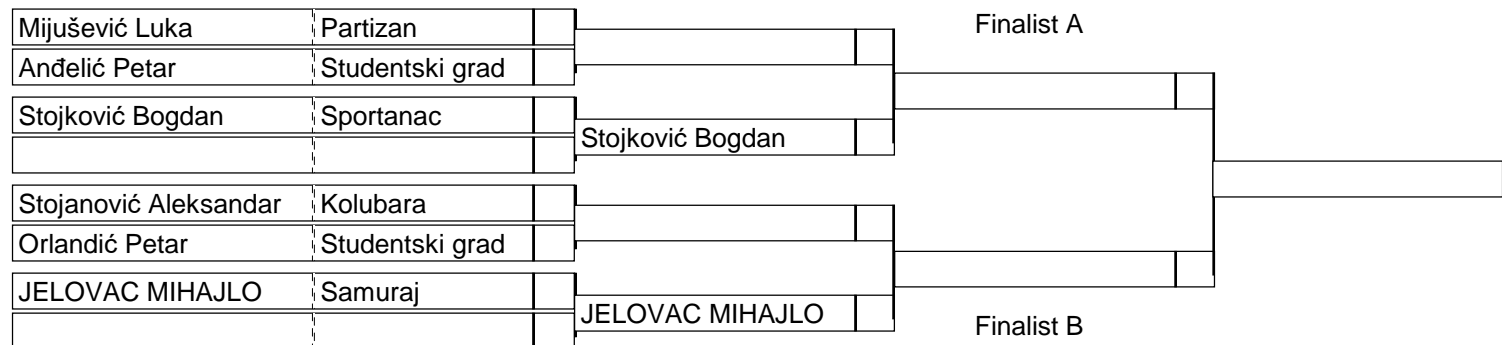 Mijušević Luka Partizan
Anđelić Petar Studentski grad
Stojković Bogdan Sportanac
Stojanović Aleksandar Kolubara
Orlandić Petar Studentski grad
JELOVAC MIHAJLO Samuraj
Stojković Bogdan
JELOVAC MIHAJLO
Finalist A
Finalist B